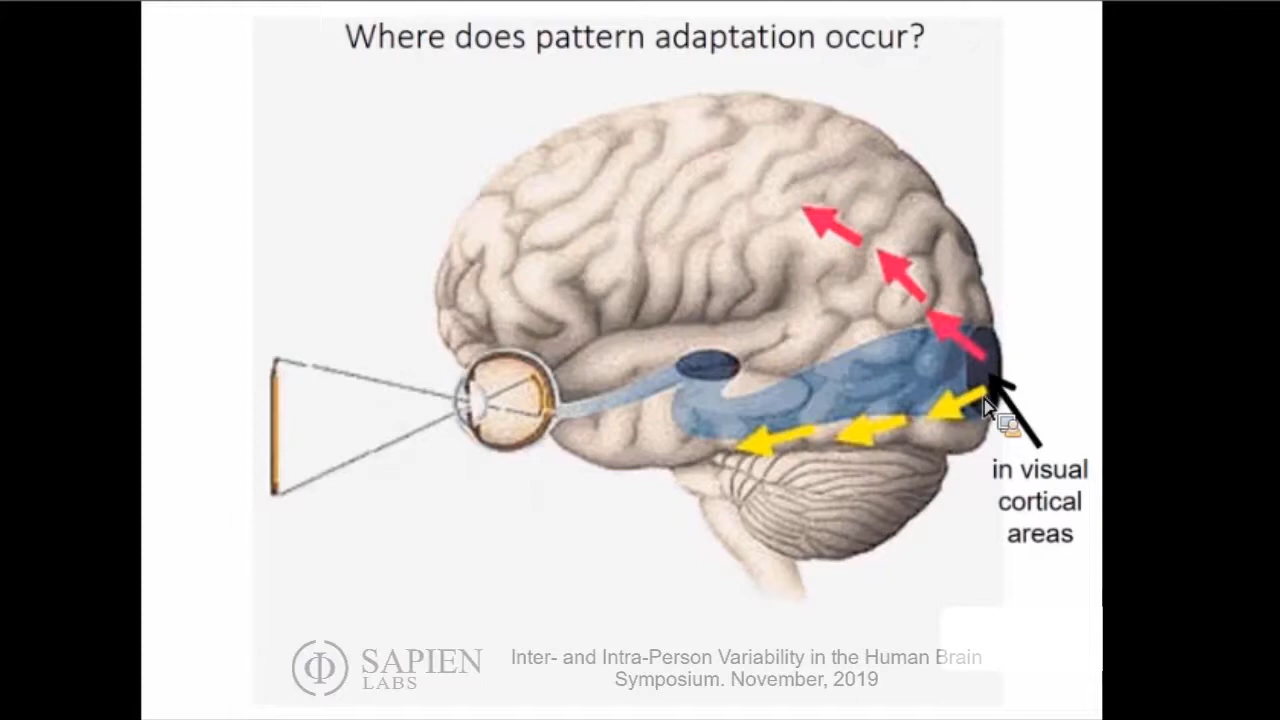 Where does pattern adaptation occur?
in visual
cortical
areas
SAPIEN
LABS
Inter- and Intra-Person Variability in the Human Brain
Symposium. November, 2019